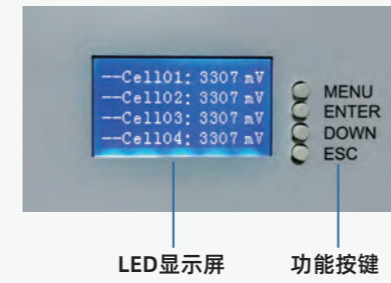 --Cell01: 3307 mV
--Cell02: 3307 mV
--Cell03: 3307 mV
--Cell04: 3307 mV
MENU
ENTER
DOWN
ESC
LED显示屏
功能按键